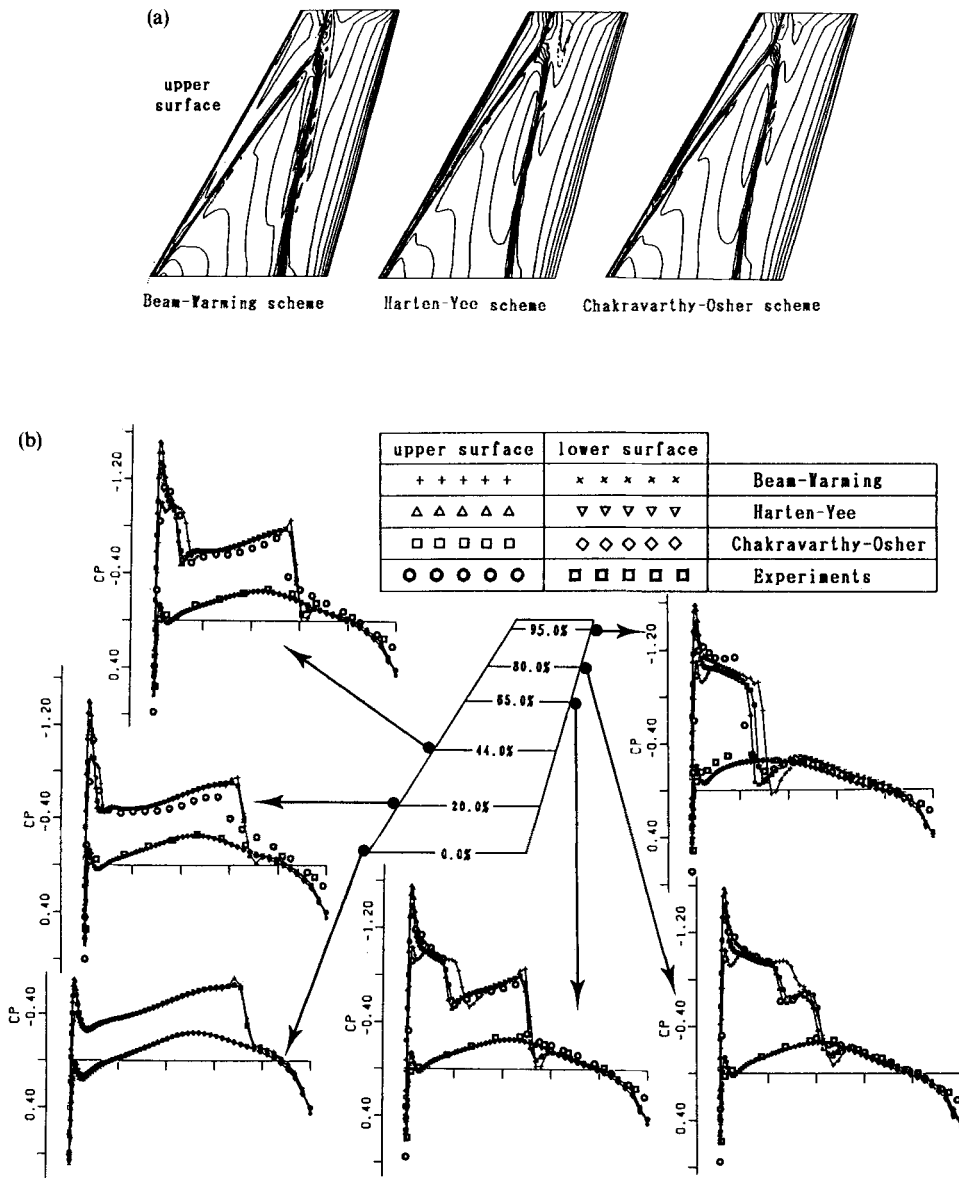 (a)
upper
surface
Beam-Warming scheme
Harten-Yee scheme
Chakravarthy-Osher scheme
(b)
upper surface
lower surface
Beam-Warming
Harten-Yee
Chakravarthy-Osher
Experiments
CP
-1.20
-0.40
0.40
95.0%
80.0%
65.0%
44.0%
20.0%
0.0%
CP
-1.20
-0.40
0.40
CP
-1.20
-0.40
0.40
CP
-0.40
0.40
CP
-1.20
-0.40
0.40
CP
-1.20
-0.40
0.40